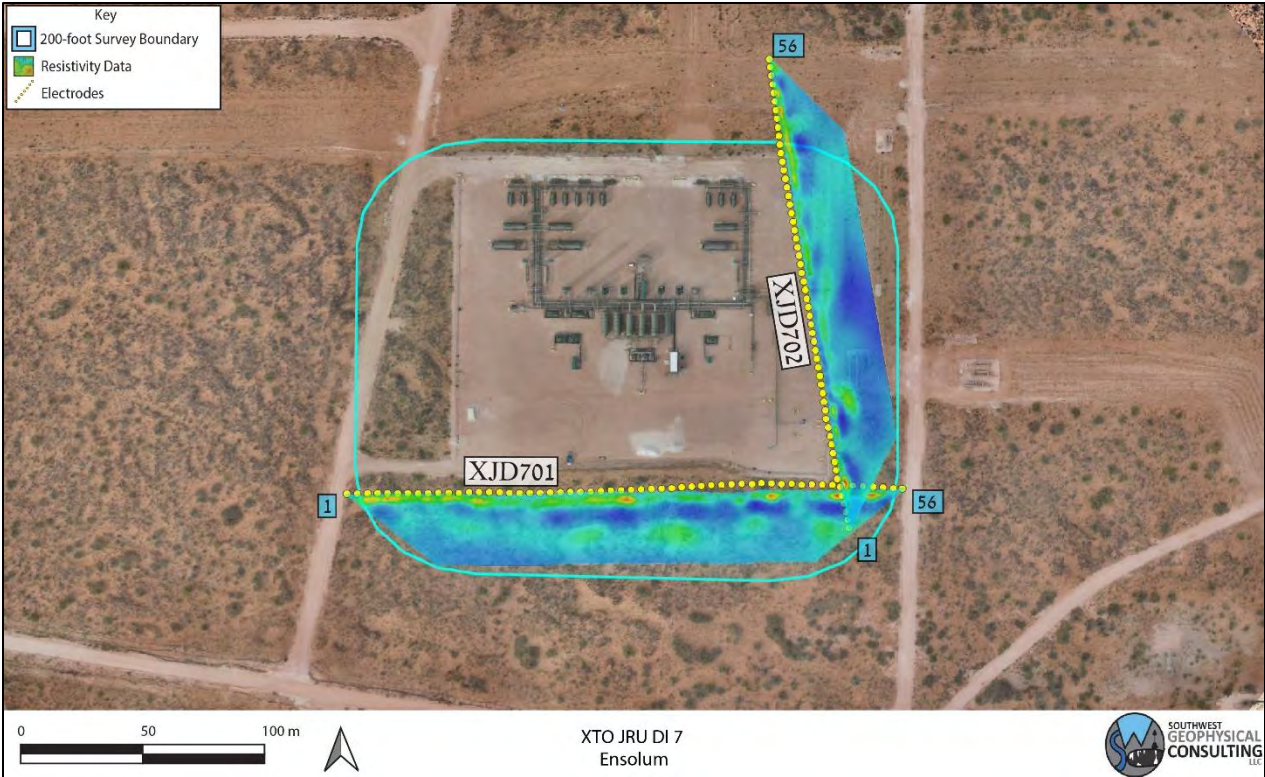 Key
200-foot Survey Boundary
Resistivity Data
Electrodes
56
XJD702
XJD701
1
56
1
0 50 100 m
XTO JRU DI 7
Ensolum
SOUTHWEST
GEOPHYSICAL
CONSULTING
LLC